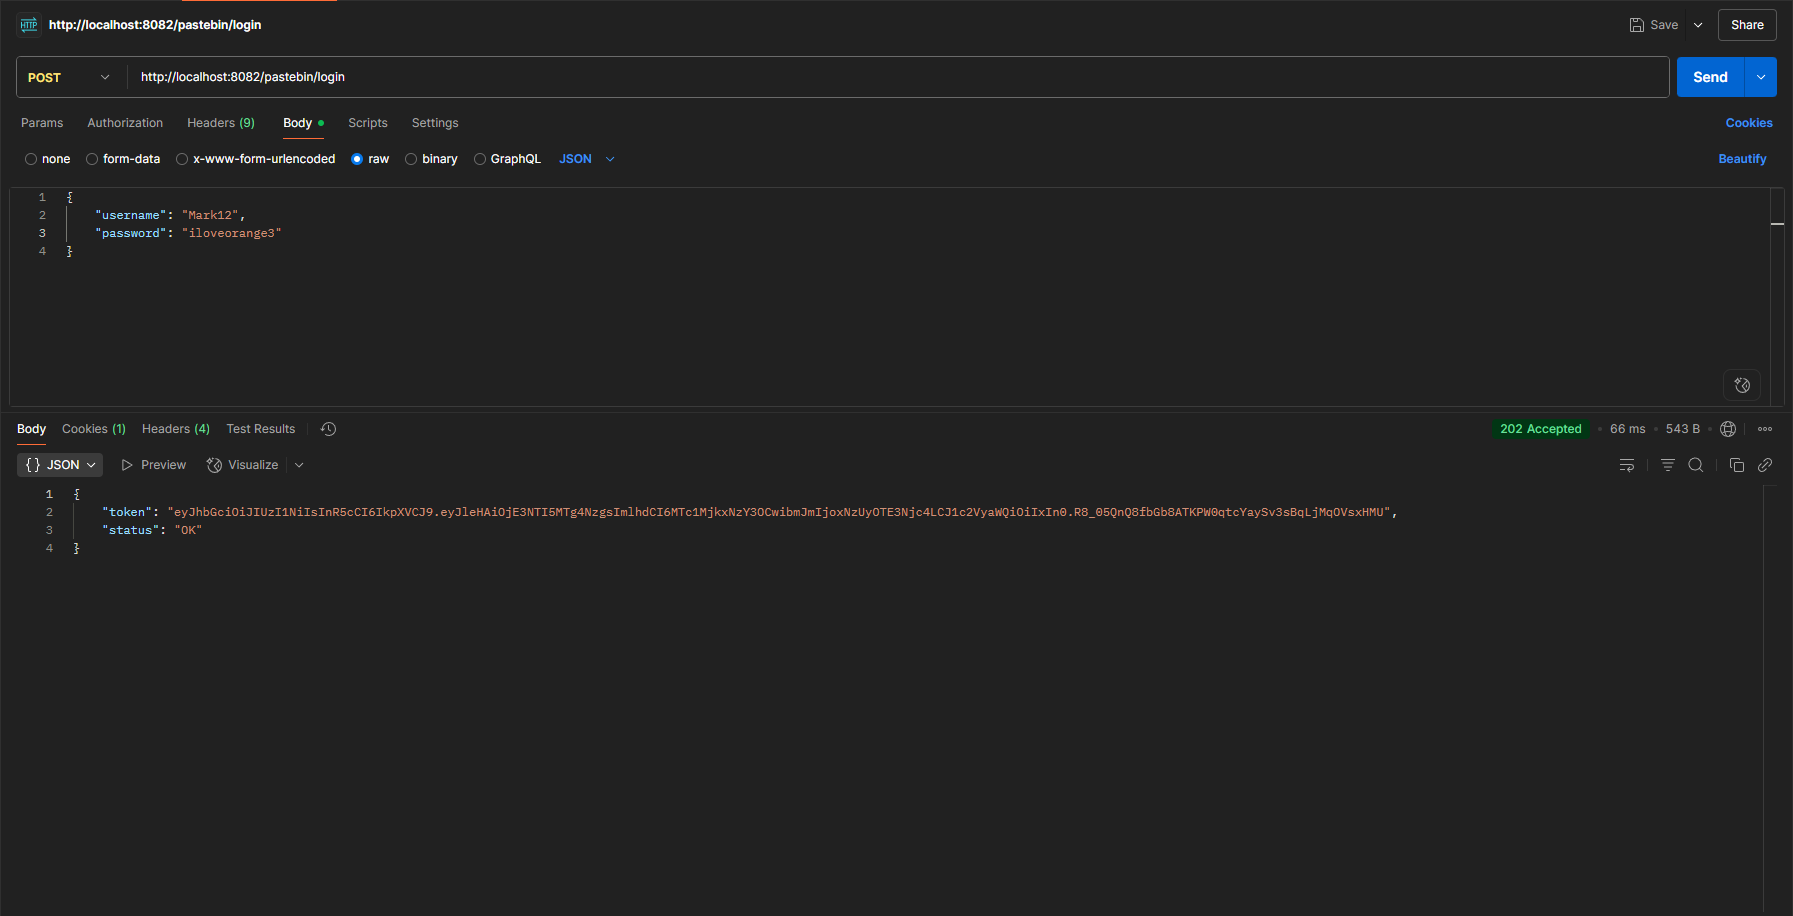 HTTP http://localhost:8082/pastebin/login Save Share
POST http://localhost:8082/pastebin/login Send
Params Authorization Headers (9) Body Scripts Settings Cookies
none form-data x-www-form-urlencoded raw binary GraphQL JSON Beautify
1 {
2 "username": "Mark12",
3 "password": "iloveorange3"
4 }
Body Cookies (1) Headers (4) Test Results 202 Accepted 66 ms 543 B
{} JSON Preview Visualize
1 {
2 "token": "eyJhbGciOiJIUzI1NiIsInR5cCI6IkpXVCJ9.eyJleHAiOjE3NTI5MTg4NzgsImlhdCI6MTc1MjkxNzY3OCwibmJmIjoxNzUyOTE3Njc4LCJ1c2VyaWQiOiIxIn0.R8_05QnQ8fbGb8ATKPW0qtcYaySv3sBqLjMqOVsxHMU",
3 "status": "OK"
4 }